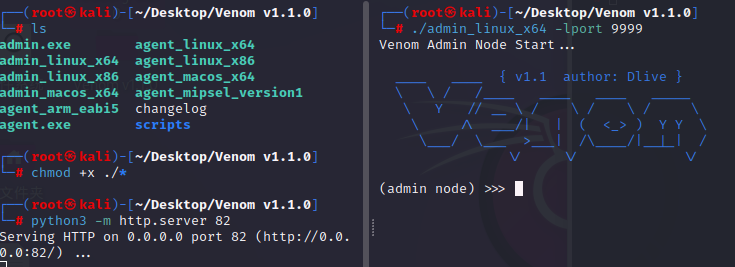 (root㉿kali)-[~/Desktop/Venom v1.1.0]
# ls
admin.exe agent_linux_x64
admin_linux_x64 agent_linux_x86
admin_linux_x86 agent_macos_x64
admin_macos_x64 agent_mipsel_version1
agent_arm_eabi5 changelog
agent.exe scripts
(root㉿kali)-[~/Desktop/Venom v1.1.0]
# chmod +x ./*
(root㉿kali)-[~/Desktop/Venom v1.1.0]
# python3 -m http.server 82
Serving HTTP on 0.0.0.0 port 82 (http://0.0.
0.0:82/) ...
(root㉿kali)-[~/Desktop/Venom v1.1.0]
# ./admin_linux_x64 -lport 9999
Venom Admin Node Start...
{ v1.1 author: Dlive }
(admin node) >>>